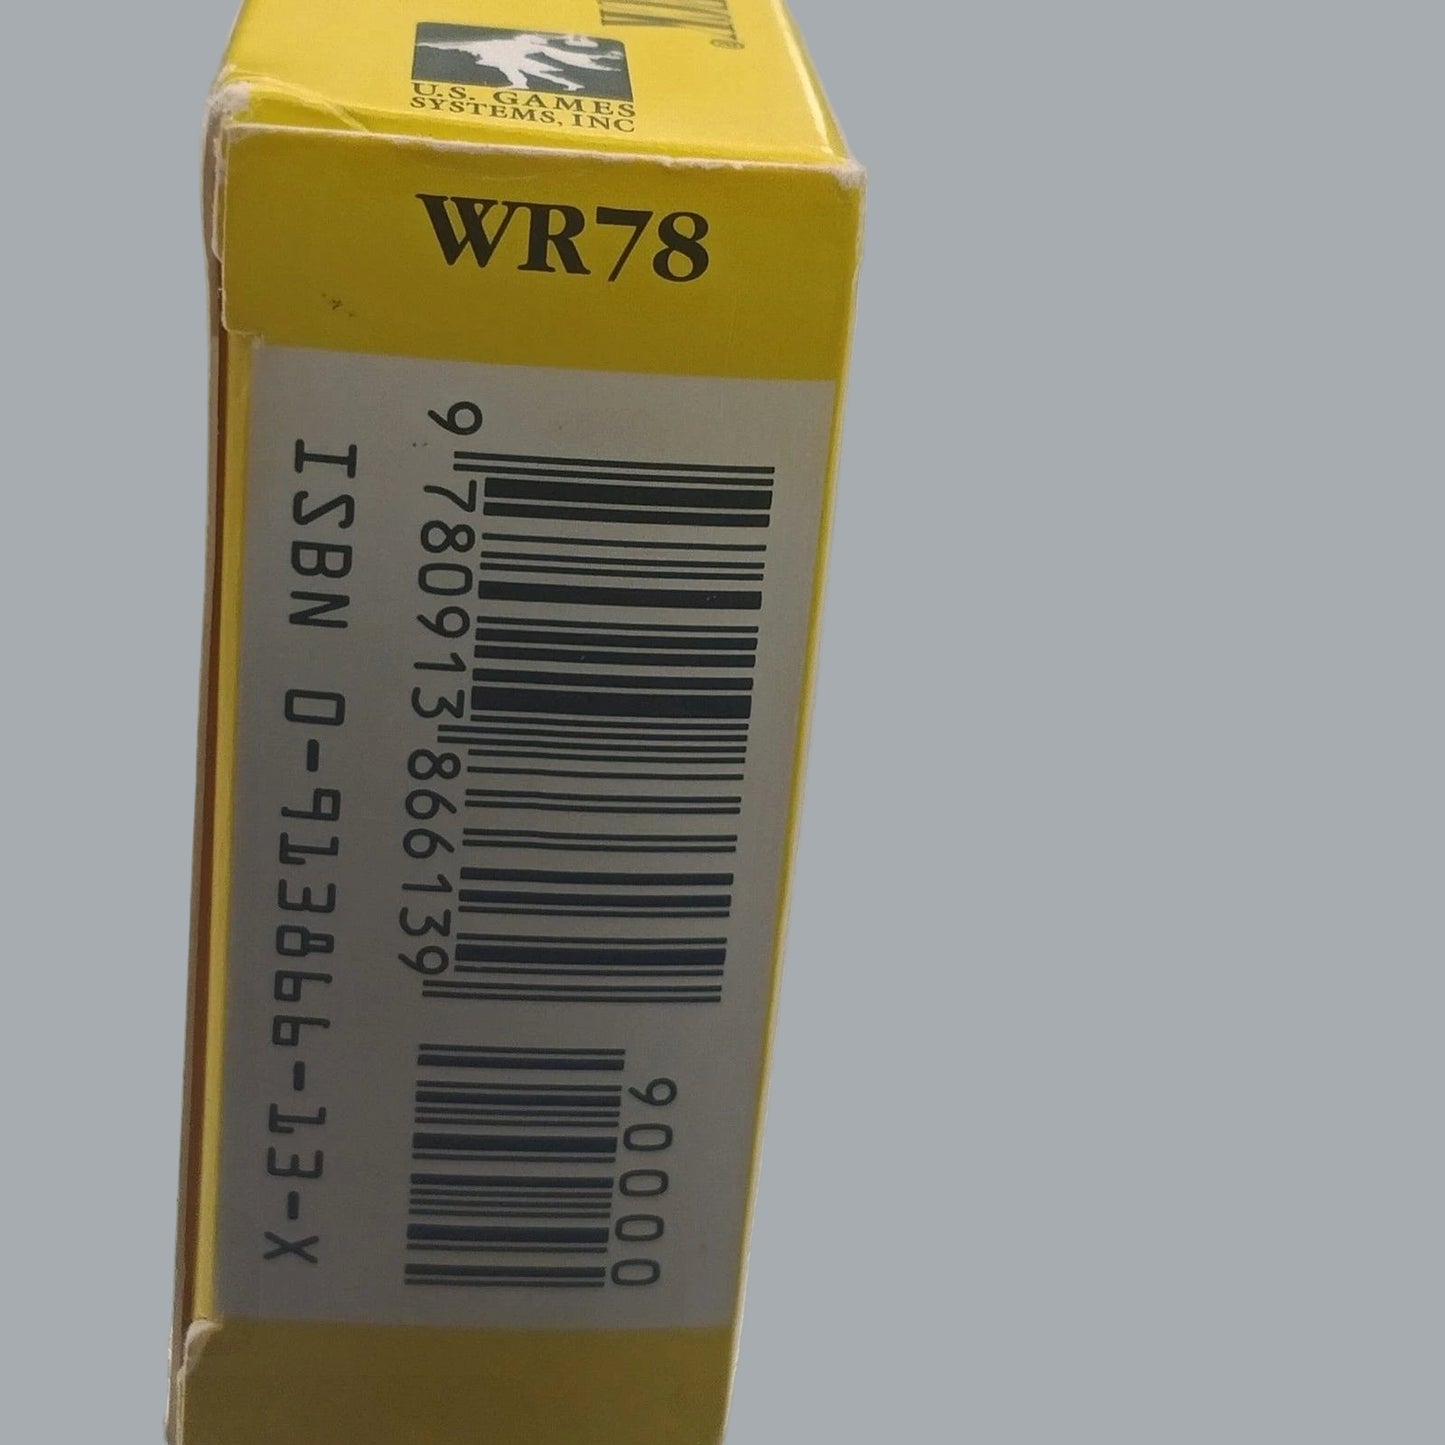 U.S. GAMES
SYSTEMS, INC
WR78
9 780913 866139
90000
ISBN 0-913866-13-X